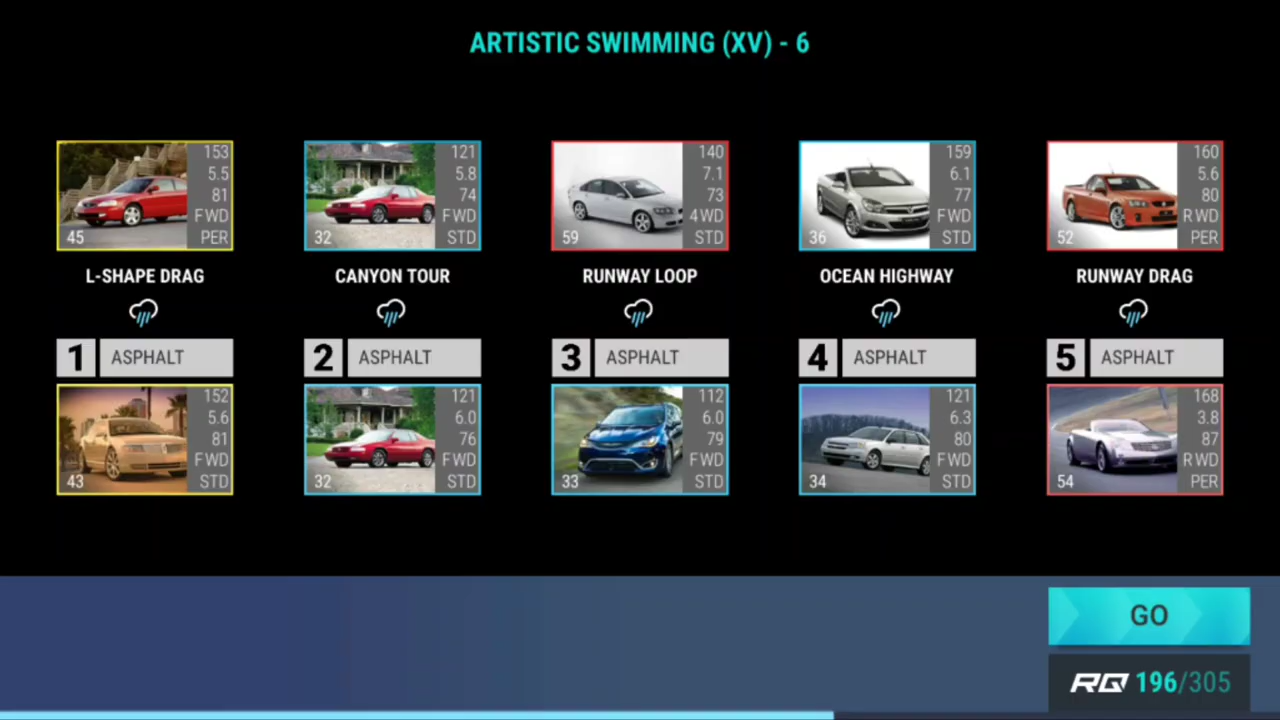 ARTISTIC SWIMMING (XV) - 6
153
5.5
81
FWD
45 PER
121
5.8
74
FWD
32 STD
140
7.1
73
4WD
59 STD
159
6.1
77
FWD
36 STD
160
5.6
80
RWD
52 PER
L-SHAPE DRAG
CANYON TOUR
RUNWAY LOOP
OCEAN HIGHWAY
RUNWAY DRAG
1 ASPHALT
2 ASPHALT
3 ASPHALT
4 ASPHALT
5 ASPHALT
152
5.6
81
FWD
43 STD
121
6.0
76
FWD
32 STD
112
6.0
79
FWD
33 STD
121
6.3
80
FWD
34 STD
168
3.8
87
RWD
54 PER
GO
RQ 196/305